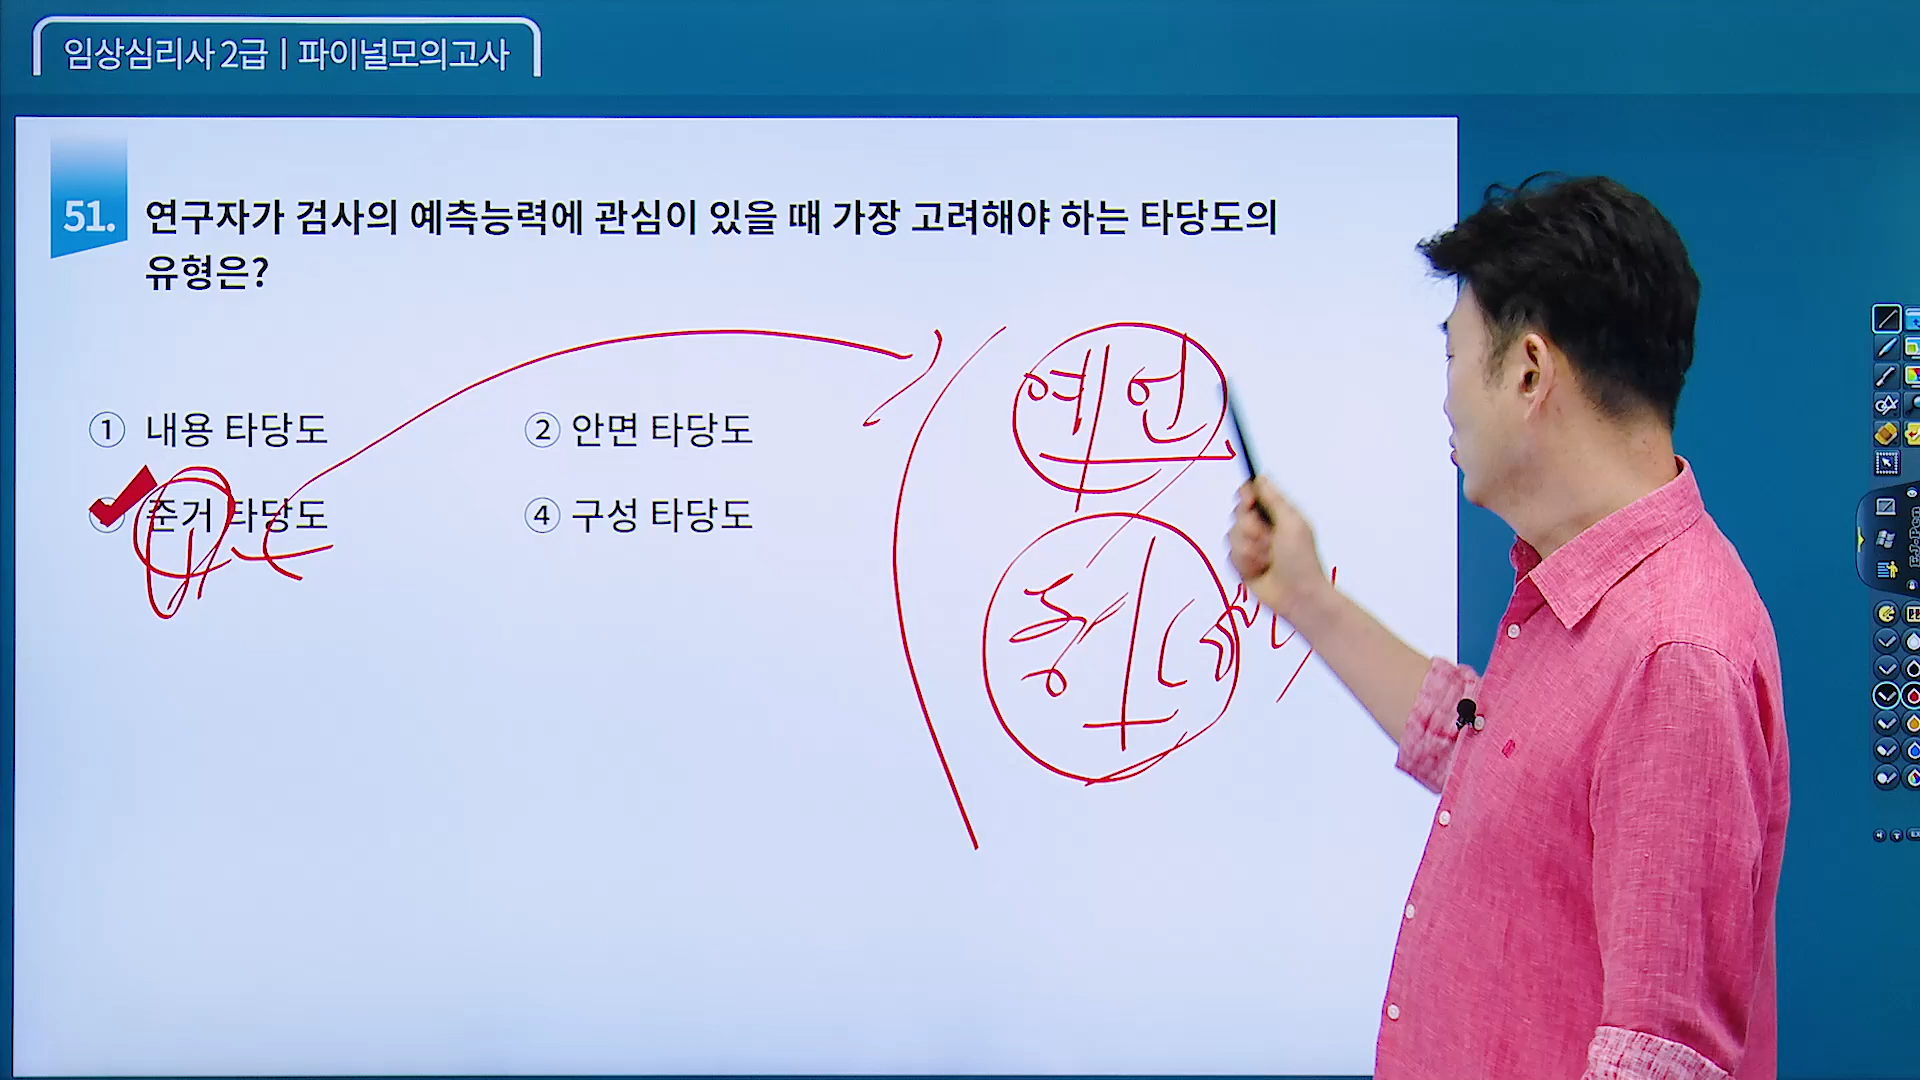 임상심리사 2급 | 파이널모의고사
51. 연구자가 검사의 예측능력에 관심이 있을 때 가장 고려해야 하는 타당도의
유형은?
① 내용 타당도 ② 안면 타당도
준거 타당도 ④ 구성 타당도
예언